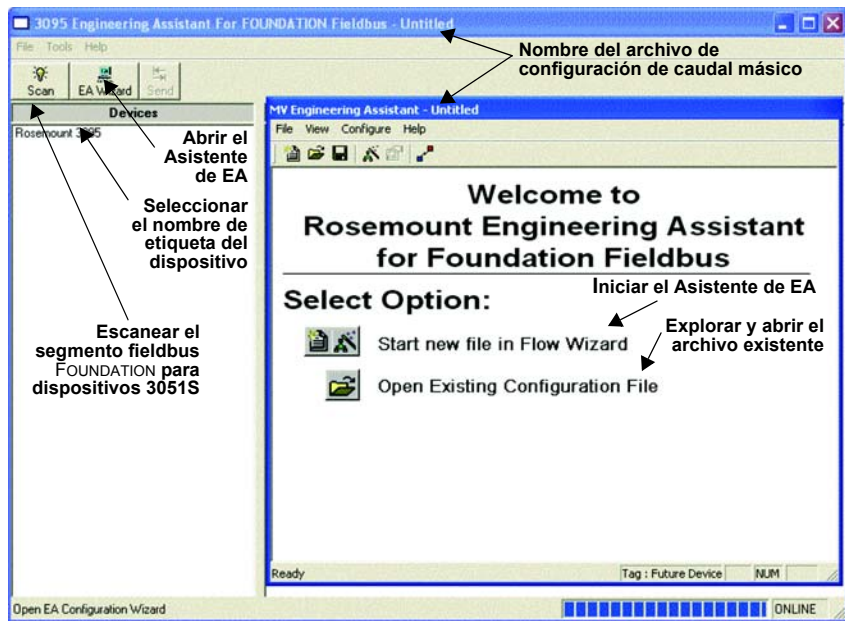 3095 Engineering Assistant For FOUNDATION Fieldbus - Untitled
File Tools Help
Nombre del archivo de
configuración de caudal másico
Scan
EA Wizard
Send
Devices
Rosemount 3095
Abrir el
Asistente
de EA
Seleccionar
el nombre de
etiqueta del
dispositivo
Escanear el
segmento fieldbus
FOUNDATION para
dispositivos 3051S
MV Engineering Assistant - Untitled
File View Configure Help
Welcome to
Rosemount Engineering Assistant
for Foundation Fieldbus
Select Option:
Iniciar el Asistente de EA
Start new file in Flow Wizard
Explorar y abrir el
archivo existente
Open Existing Configuration File
Ready
Tag : Future Device
NUM
Open EA Configuration Wizard
ONLINE